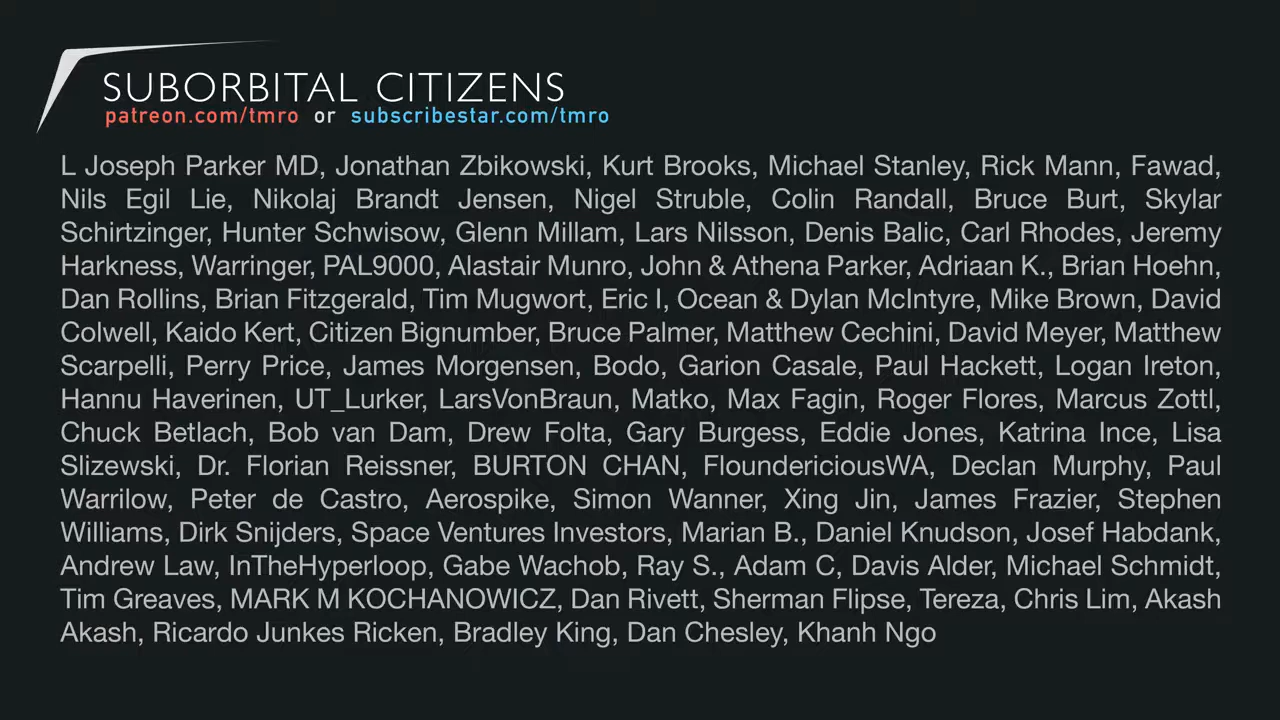 SUBORBITAL CITIZENS
patreon.com/tmro or subscribestar.com/tmro
L Joseph Parker MD, Jonathan Zbikowski, Kurt Brooks, Michael Stanley, Rick Mann, Fawad,
Nils Egil Lie, Nikolaj Brandt Jensen, Nigel Struble, Colin Randall, Bruce Burt, Skylar
Schirtzinger, Hunter Schwisow, Glenn Millam, Lars Nilsson, Denis Balic, Carl Rhodes, Jeremy
Harkness, Warringer, PAL9000, Alastair Munro, John & Athena Parker, Adriaan K., Brian Hoehn,
Dan Rollins, Brian Fitzgerald, Tim Mugwort, Eric I, Ocean & Dylan McIntyre, Mike Brown, David
Colwell, Kaido Kert, Citizen Bignumber, Bruce Palmer, Matthew Cechini, David Meyer, Matthew
Scarpelli, Perry Price, James Morgensen, Bodo, Garion Casale, Paul Hackett, Logan Ireton,
Hannu Haverinen, UT_Lurker, LarsVonBraun, Matko, Max Fagin, Roger Flores, Marcus Zottl,
Chuck Betlach, Bob van Dam, Drew Folta, Gary Burgess, Eddie Jones, Katrina Ince, Lisa
Slizewski, Dr. Florian Reissner, BURTON CHAN, FloundericiousWA, Declan Murphy, Paul
Warrilow, Peter de Castro, Aerospike, Simon Wanner, Xing Jin, James Frazier, Stephen
Williams, Dirk Snijders, Space Ventures Investors, Marian B., Daniel Knudson, Josef Habdank,
Andrew Law, InTheHyperloop, Gabe Wachob, Ray S., Adam C, Davis Alder, Michael Schmidt,
Tim Greaves, MARK M KOCHANOWICZ, Dan Rivett, Sherman Flipse, Tereza, Chris Lim, Akash
Akash, Ricardo Junkes Ricken, Bradley King, Dan Chesley, Khanh Ngo